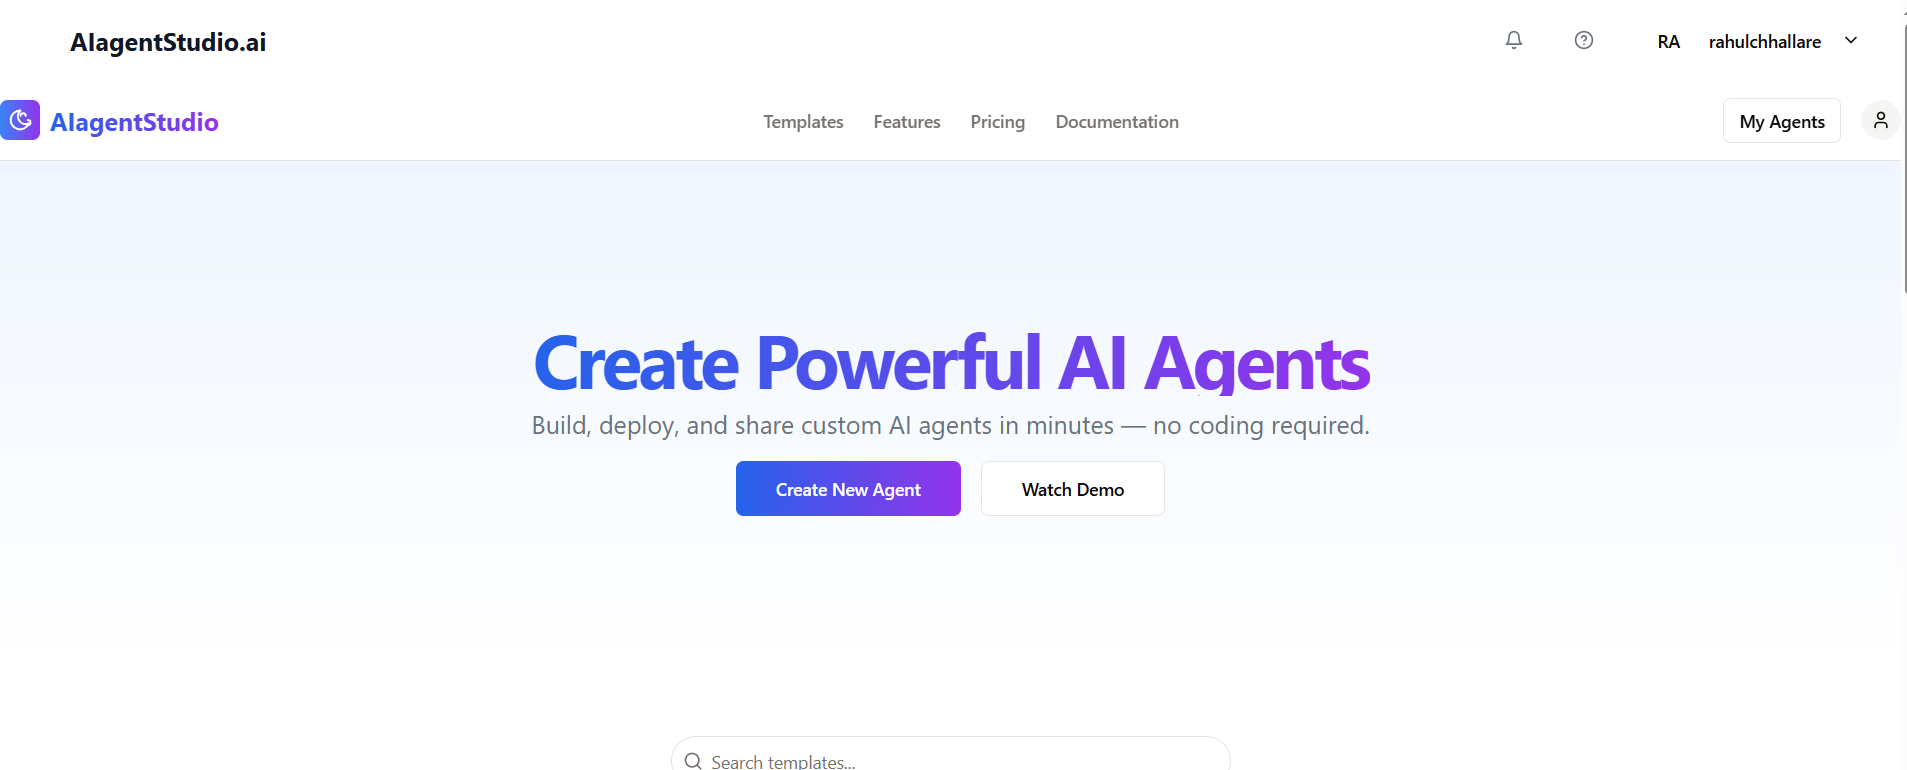 AIagentStudio.ai RA rahulchhallare
AIagentStudio Templates Features Pricing Documentation My Agents
Create Powerful AI Agents
Build, deploy, and share custom AI agents in minutes — no coding required.
Create New Agent Watch Demo
Search templates...